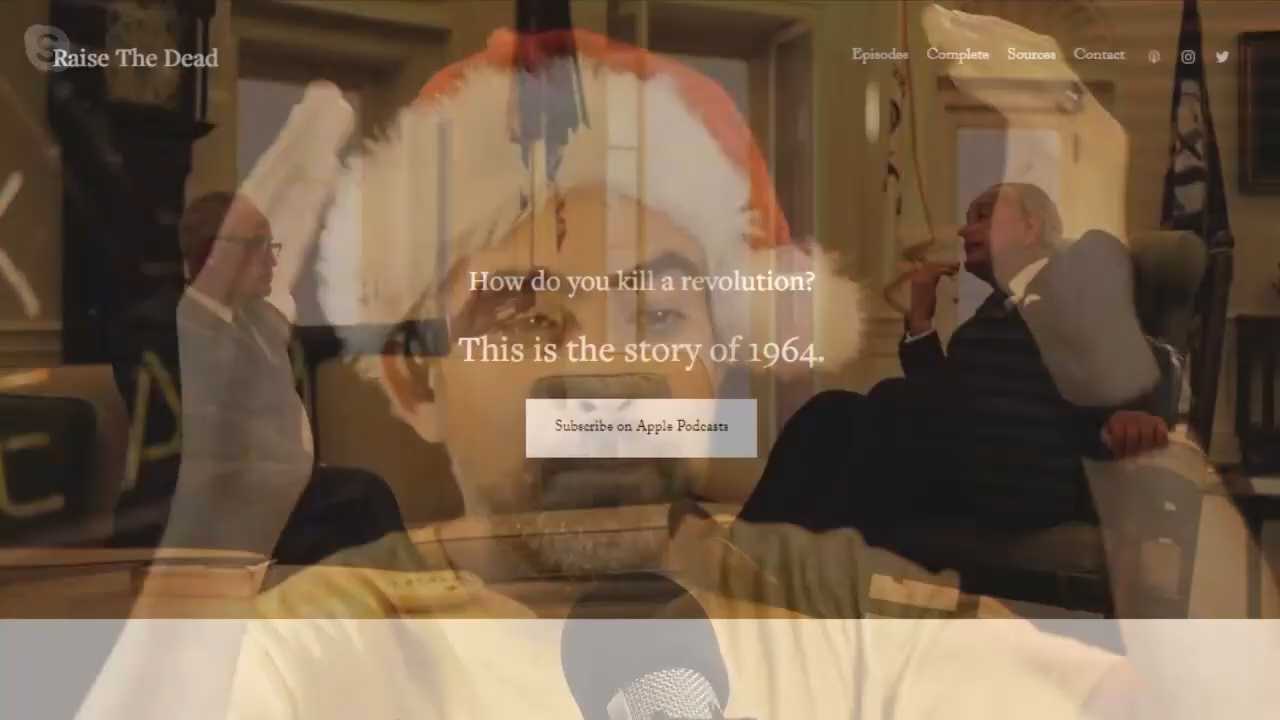 Raise The Dead
Episodes Complete Sources Contact
How do you kill a revolution?
This is the story of 1964.
Subscribe on Apple Podcasts